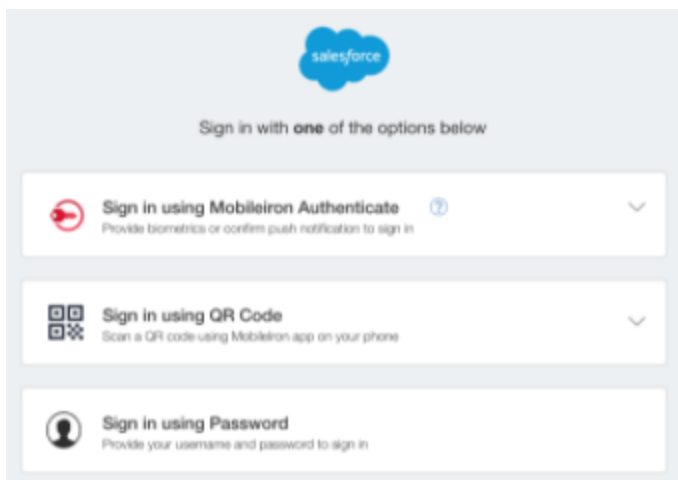 salesforce
Sign in with one of the options below
Sign in using Mobileiron Authenticate ?
Provide biometrics or confirm push notification to sign in
Sign in using QR Code
Scan a QR code using MobileIron app on your phone
Sign in using Password
Provide your username and password to sign in